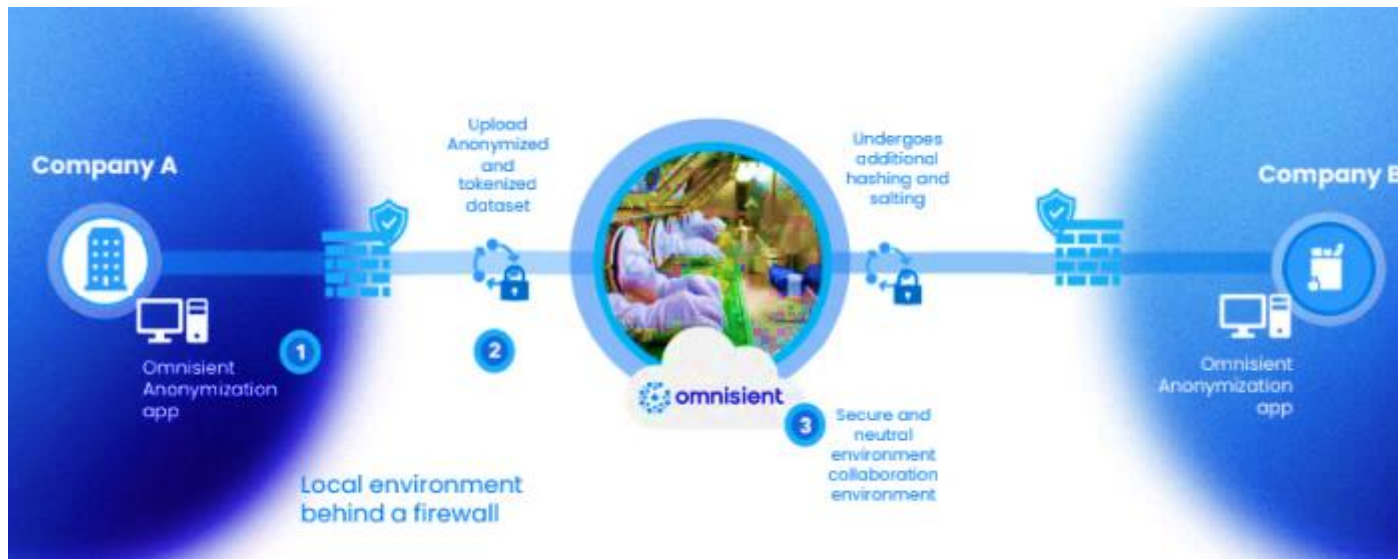 Company A
Omnisient
Anonymization
app
1
Local environment
behind a firewall
Upload
Anonymized
and
tokenized
dataset
2
omnisient
3
Secure and
neutral
environment
collaboration
environment
Undergoes
additional
hashing and
salting
Company B
Omnisient
Anonymization
app